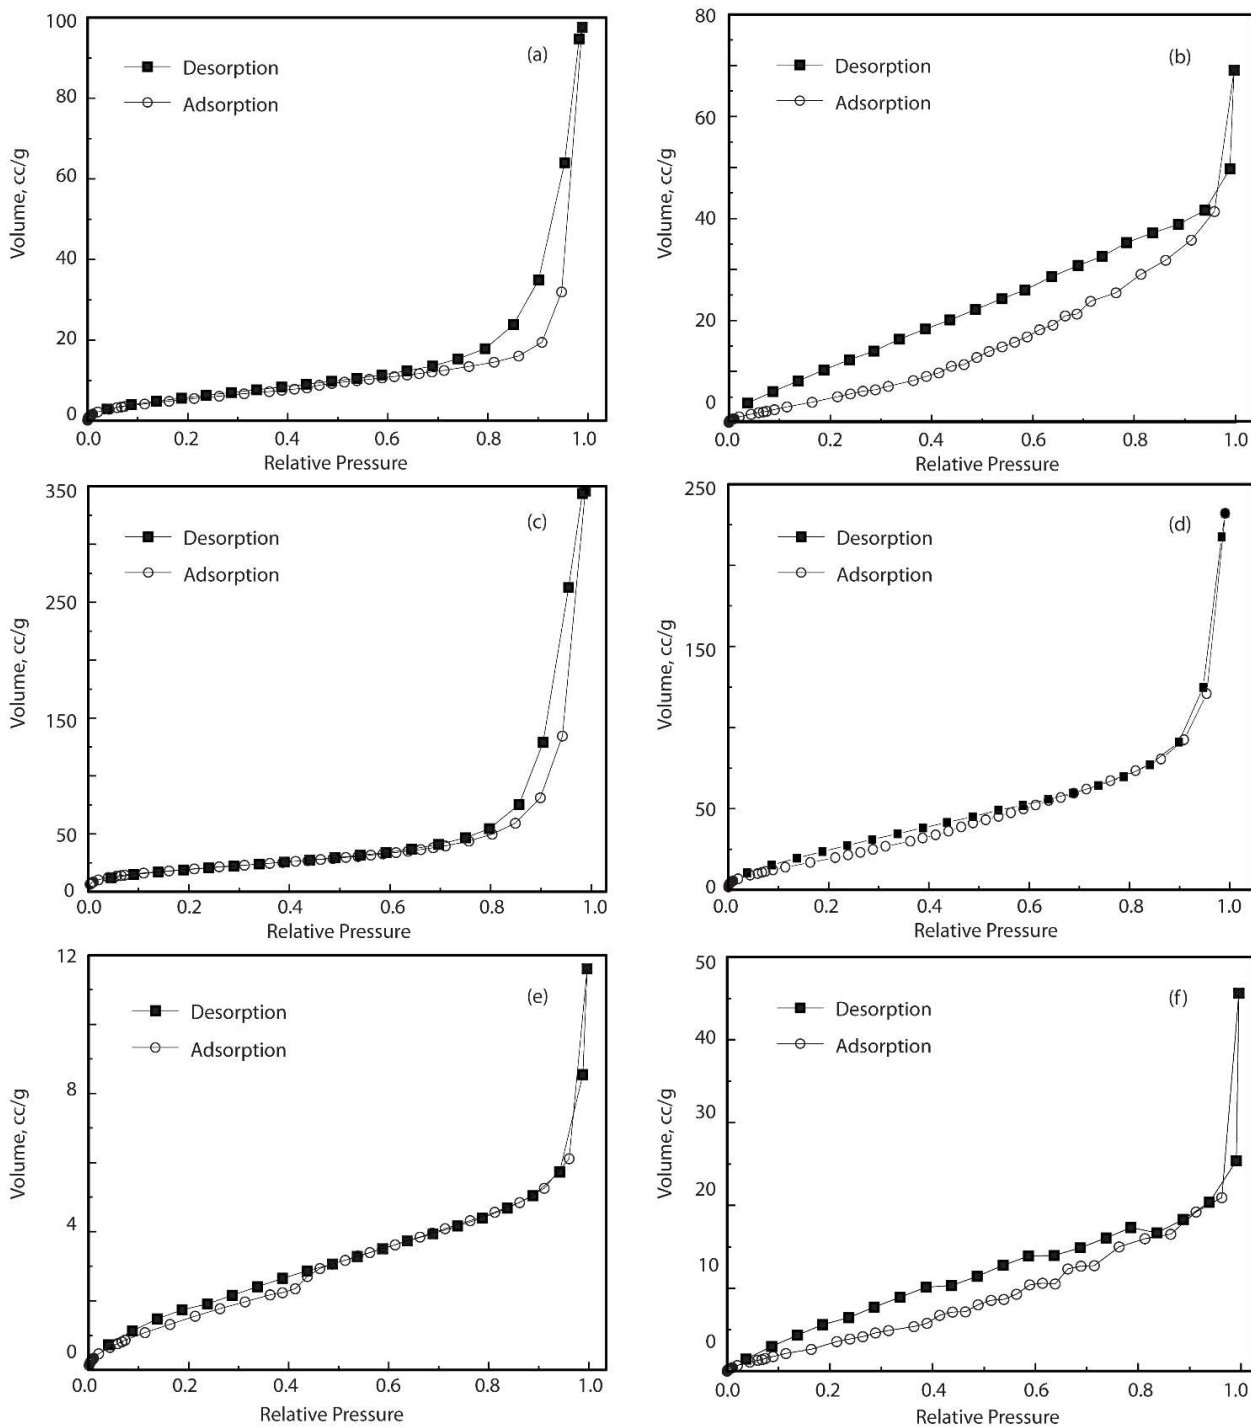 100
80
60
40
20
0
Volume, cc/g
(a)
Desorption
Adsorption
0.0 0.2 0.4 0.6 0.8 1.0
Relative Pressure
80
60
40
20
0
Volume, cc/g
(b)
Desorption
Adsorption
0.0 0.2 0.4 0.6 0.8 1.0
Relative Pressure
350
250
150
50
0
Volume, cc/g
(c)
Desorption
Adsorption
0.0 0.2 0.4 0.6 0.8 1.0
Relative Pressure
250
150
50
0
Volume, cc/g
(d)
Desorption
Adsorption
0.0 0.2 0.4 0.6 0.8 1.0
Relative Pressure
12
8
4
0
Volume, cc/g
(e)
Desorption
Adsorption
0.0 0.2 0.4 0.6 0.8 1.0
Relative Pressure
50
40
50
20
10
0
Volume, cc/g
(f)
Desorption
Adsorption
0.0 0.2 0.4 0.6 0.8 1.0
Relative Pressure